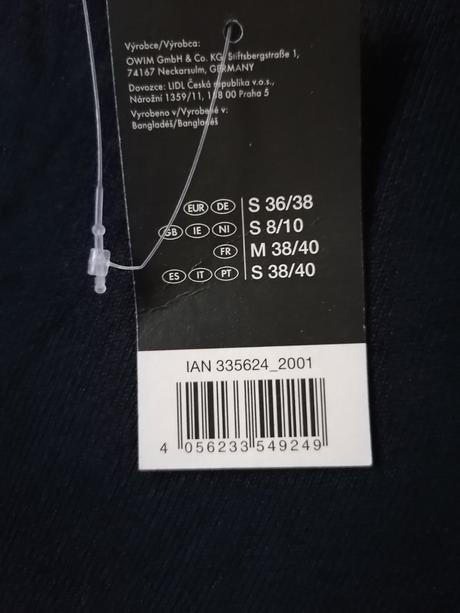 Výrobce/Výrobca:
OWIM GmbH & Co. KG, Stiftsbergstraße 1,
74167 Neckarsulm, GERMANY
Dovozce: LIDL Česká republika v.o.s.,
Nárožní 1359/11, 158 00 Praha 5
Vyrobeno v/Vyrobené v:
Bangladéš/Bangladéš
EUR DE S 36/38
GB IE NI S 8/10
FR M 38/40
ES IT PT S 38/40
IAN 335624_2001
4 056233 549249